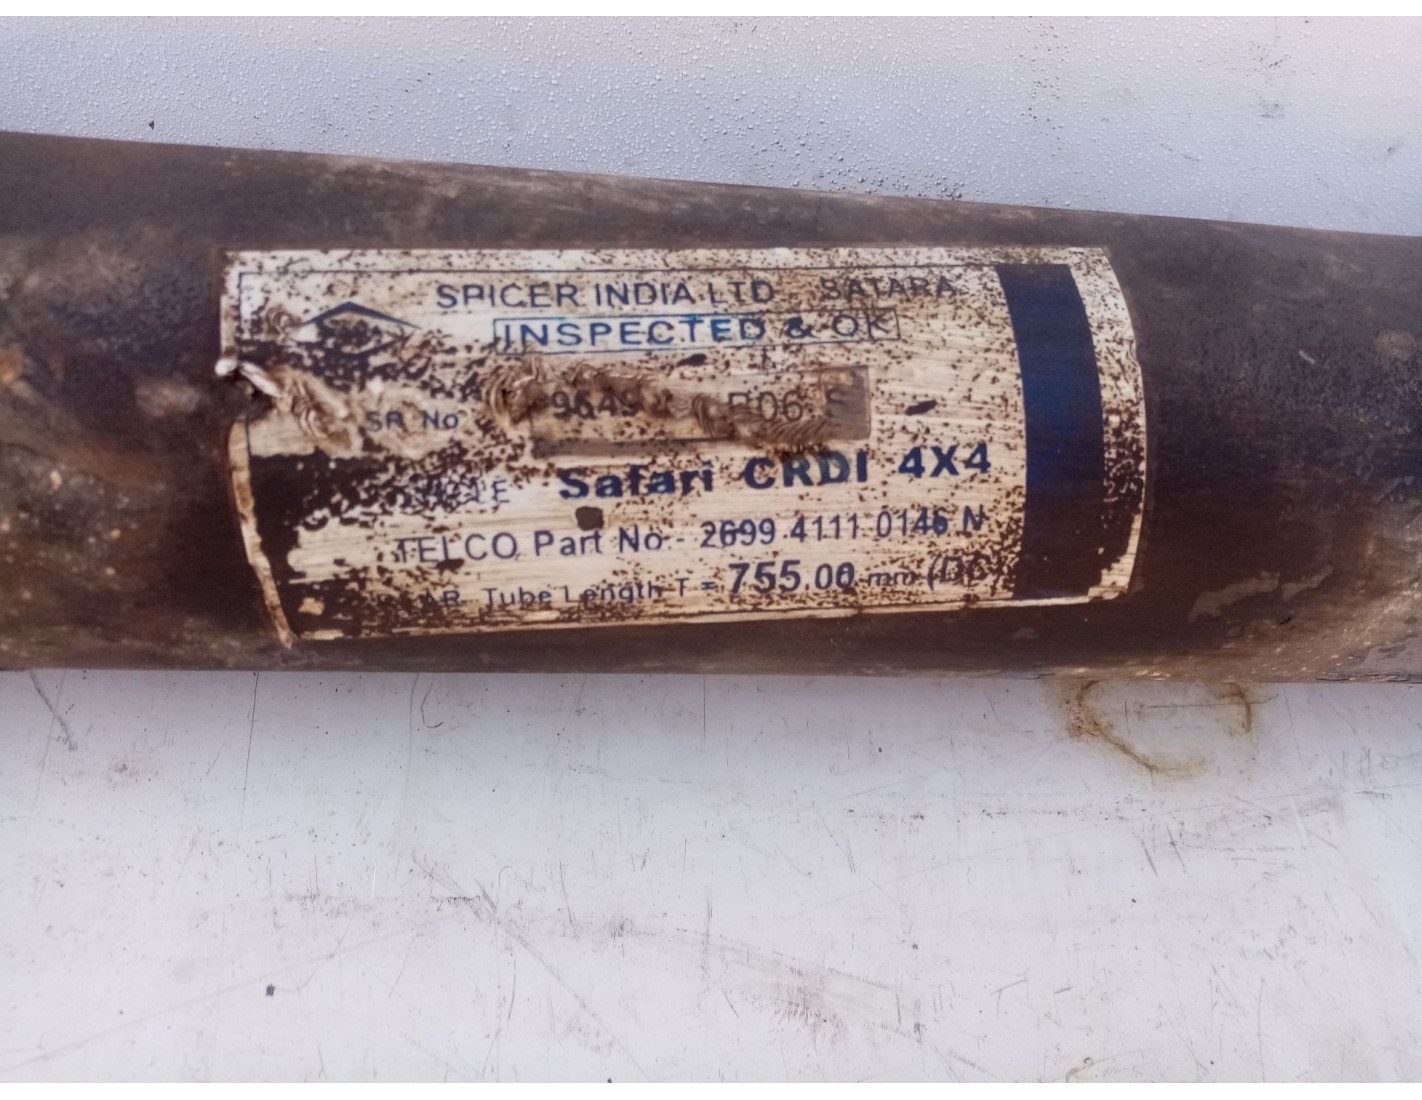 SPICER INDIA LTD SATARA
INSPECTED & OK
SR No
Safari CRDI 4X4
TELCO Part No - 2699 4111 0146 N
Tube Length T = 755.00 mm (DC)